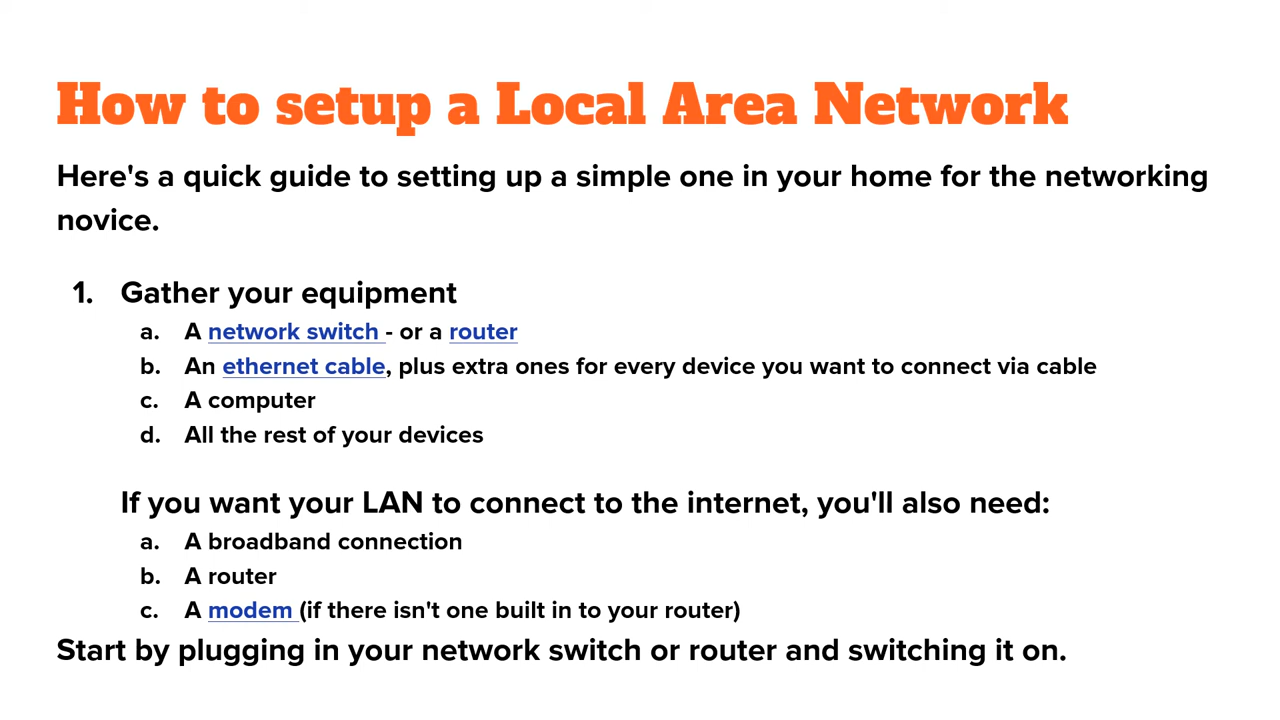 How to setup a Local Area Network
Here's a quick guide to setting up a simple one in your home for the networking
novice.
1. Gather your equipment
a. A network switch - or a router
b. An ethernet cable, plus extra ones for every device you want to connect via cable
c. A computer
d. All the rest of your devices
If you want your LAN to connect to the internet, you'll also need:
a. A broadband connection
b. A router
c. A modem (if there isn't one built in to your router)
Start by plugging in your network switch or router and switching it on.